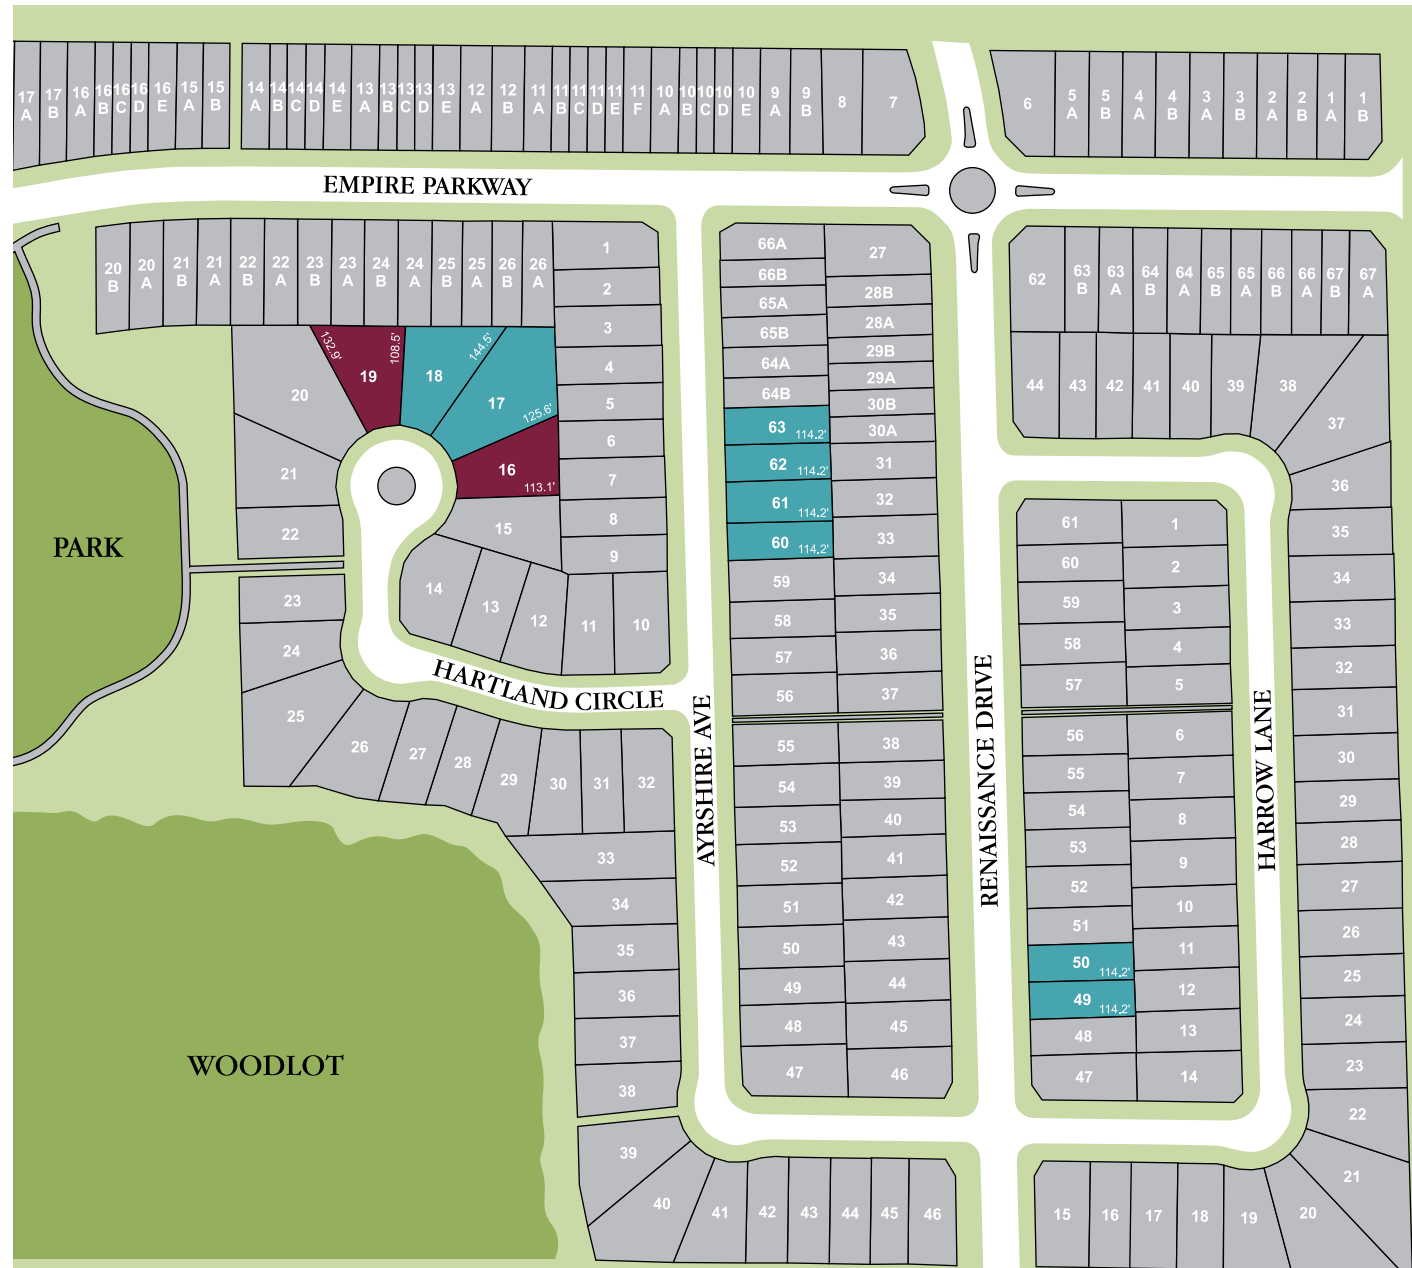 17 A
17 B
16 A
16 B
16 C
16 D
16 E
15 A
15 B
14 A
14 B
14 C
14 D
14 E
13 A
13 B
13 C
13 D
13 E
12 A
12 B
11 A
11 B
11 C
11 D
11 E
11 F
10 A
10 B
10 C
10 D
10 E
9 A
9 B
8
7
6
5 A
5 B
4 A
4 B
3 A
3 B
2 A
2 B
1 A
1 B
EMPIRE PARKWAY
20 B
20 A
21 B
21 A
22 B
22 A
23 B
23 A
24 B
24 A
25 B
25 A
26 B
26 A
1
2
3
4
5
6
7
8
9
132.9'
19
108.5'
18
144.5'
17
125.6'
16
113.1'
15
14
13
12
11
10
20
21
22
23
24
25
26
27
28
29
30
31
32
33
34
35
36
37
38
39
40
41
42
43
44
45
46
PARK
WOODLOT
HARTLAND CIRCLE
AYRSHIRE AVE
66A
66B
65A
65B
64A
64B
63 114.2'
62 114.2'
61 114.2'
60 114.2'
59
58
57
56
55
54
53
52
51
50
49
48
47
27
28B
28A
29B
29A
30B
30A
31
32
33
34
35
36
37
38
39
40
41
42
43
44
45
46
RENAISSANCE DRIVE
62
63 B
63 A
64 B
64 A
65 B
65 A
66 B
66 A
67 B
67 A
44
43
42
41
40
39
38
37
36
35
34
33
32
31
30
29
28
27
26
25
24
23
22
21
20
19
18
17
16
15
61
60
59
58
57
56
55
54
53
52
51
50 114.2'
49 114.2'
48
47
1
2
3
4
5
6
7
8
9
10
11
12
13
14
HARROW LANE